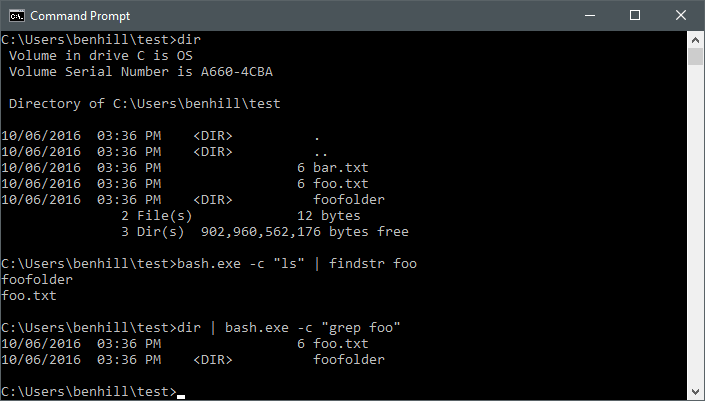 Command Prompt
C:\Users\benhill\test>dir
 Volume in drive C is OS
 Volume Serial Number is A660-4CBA

 Directory of C:\Users\benhill\test

10/06/2016  03:36 PM    <DIR>          .
10/06/2016  03:36 PM    <DIR>          ..
10/06/2016  03:36 PM                 6 bar.txt
10/06/2016  03:36 PM                 6 foo.txt
10/06/2016  03:36 PM    <DIR>          foofolder
               2 File(s)             12 bytes
               3 Dir(s)  902,960,562,176 bytes free

C:\Users\benhill\test>bash.exe -c "ls" | findstr foo
foofolder
foo.txt

C:\Users\benhill\test>dir | bash.exe -c "grep foo"
10/06/2016  03:36 PM                 6 foo.txt
10/06/2016  03:36 PM    <DIR>          foofolder

C:\Users\benhill\test>